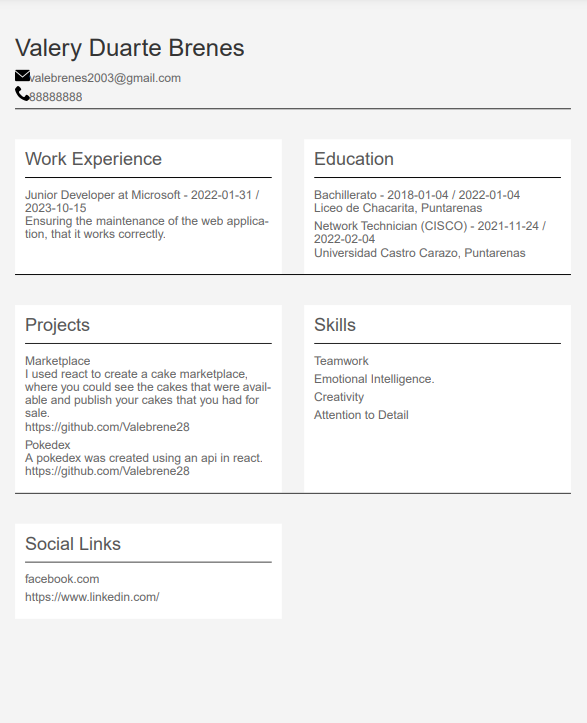 Valery Duarte Brenes
valebrenes2003@gmail.com
88888888
Work Experience
Junior Developer at Microsoft - 2022-01-31 /
2023-10-15
Ensuring the maintenance of the web applica-
tion, that it works correctly.
Education
Bachillerato - 2018-01-04 / 2022-01-04
Liceo de Chacarita, Puntarenas
Network Technician (CISCO) - 2021-11-24 /
2022-02-04
Universidad Castro Carazo, Puntarenas
Projects
Marketplace
I used react to create a cake marketplace,
where you could see the cakes that were avail-
able and publish your cakes that you had for
sale.
https://github.com/Valebrene28
Pokedex
A pokedex was created using an api in react.
https://github.com/Valebrene28
Skills
Teamwork
Emotional Intelligence.
Creativity
Attention to Detail
Social Links
facebook.com
https://www.linkedin.com/